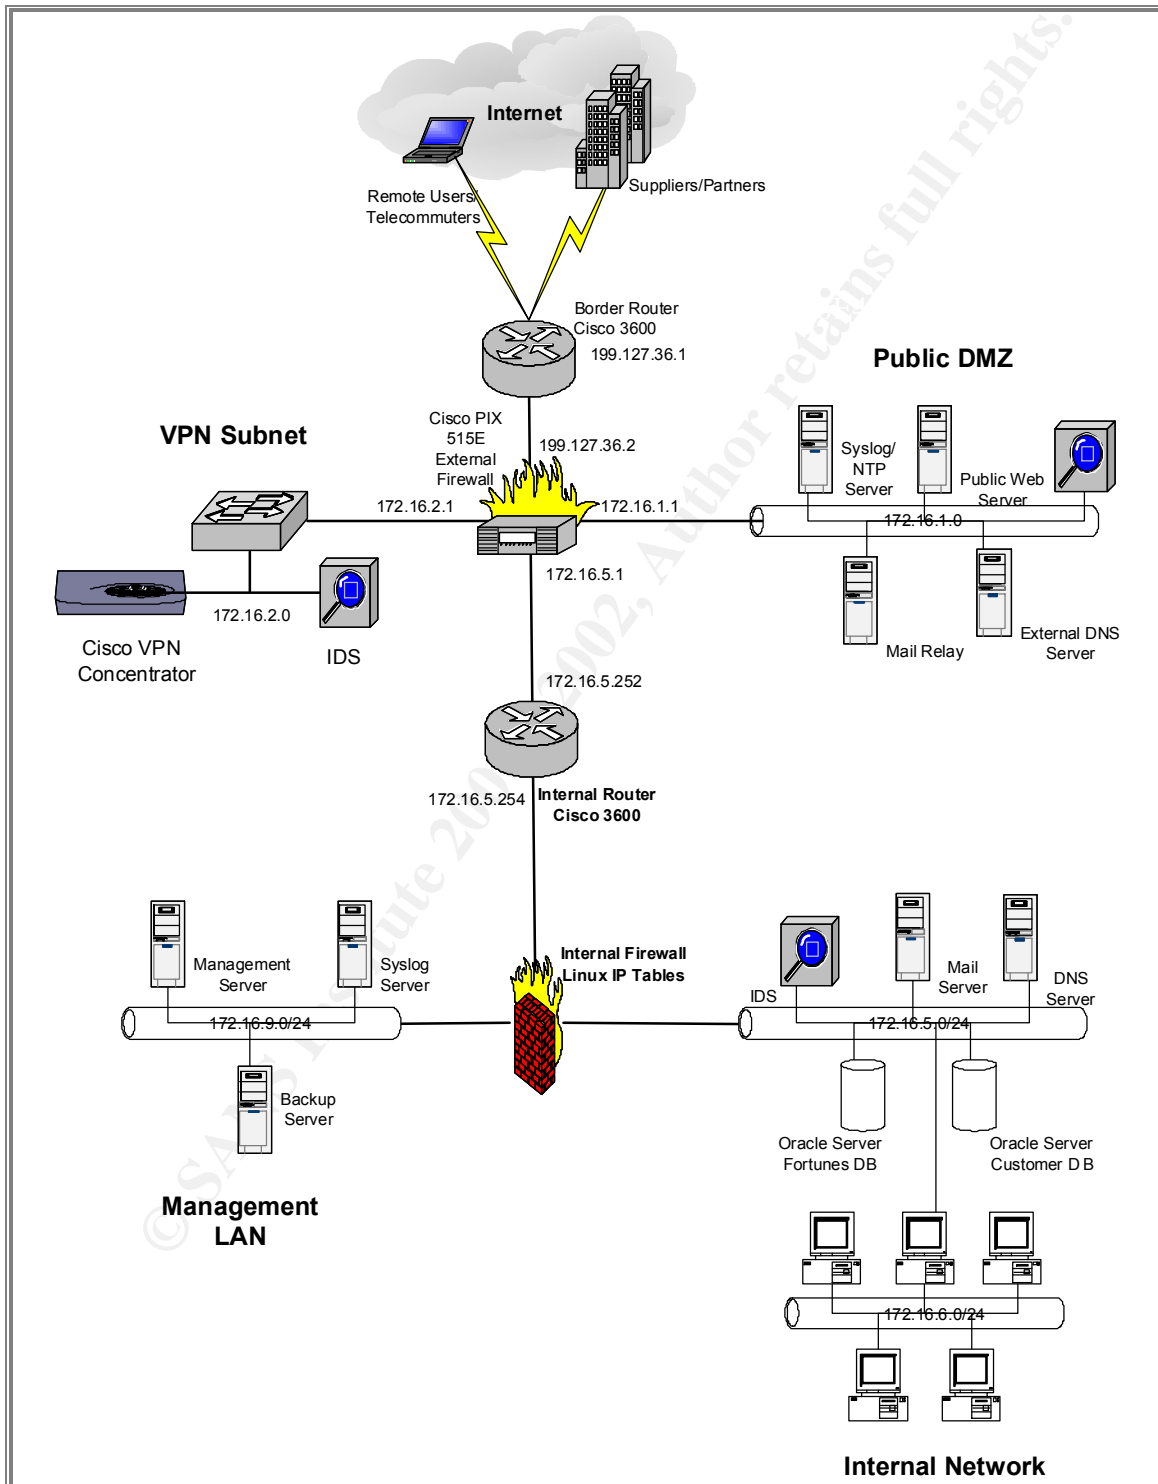 Internet
Remote Users/
Telecommuters
Suppliers/Partners
Border Router
Cisco 3600
199.127.36.1
Public DMZ
VPN Subnet
Cisco PIX
515E
External
Firewall
199.127.36.2
172.16.2.1
172.16.1.1
Syslog/
NTP
Server
Public Web
Server
172.16.1.0
172.16.5.1
172.16.2.0
Cisco VPN
Concentrator
IDS
Mail Relay
External DNS
Server
172.16.5.252
172.16.5.254
Internal Router
Cisco 3600
Management
Server
Syslog
Server
Internal Firewall
Linux IP Tables
IDS
Mail
Server
DNS
Server
172.16.9.0/24
172.16.5.0/24
Backup
Server
Oracle Server
Fortunes DB
Oracle Server
Customer DB
Management
LAN
172.16.6.0/24
Internal Network
© SANS Institute 200 2002, Author retains full rights.